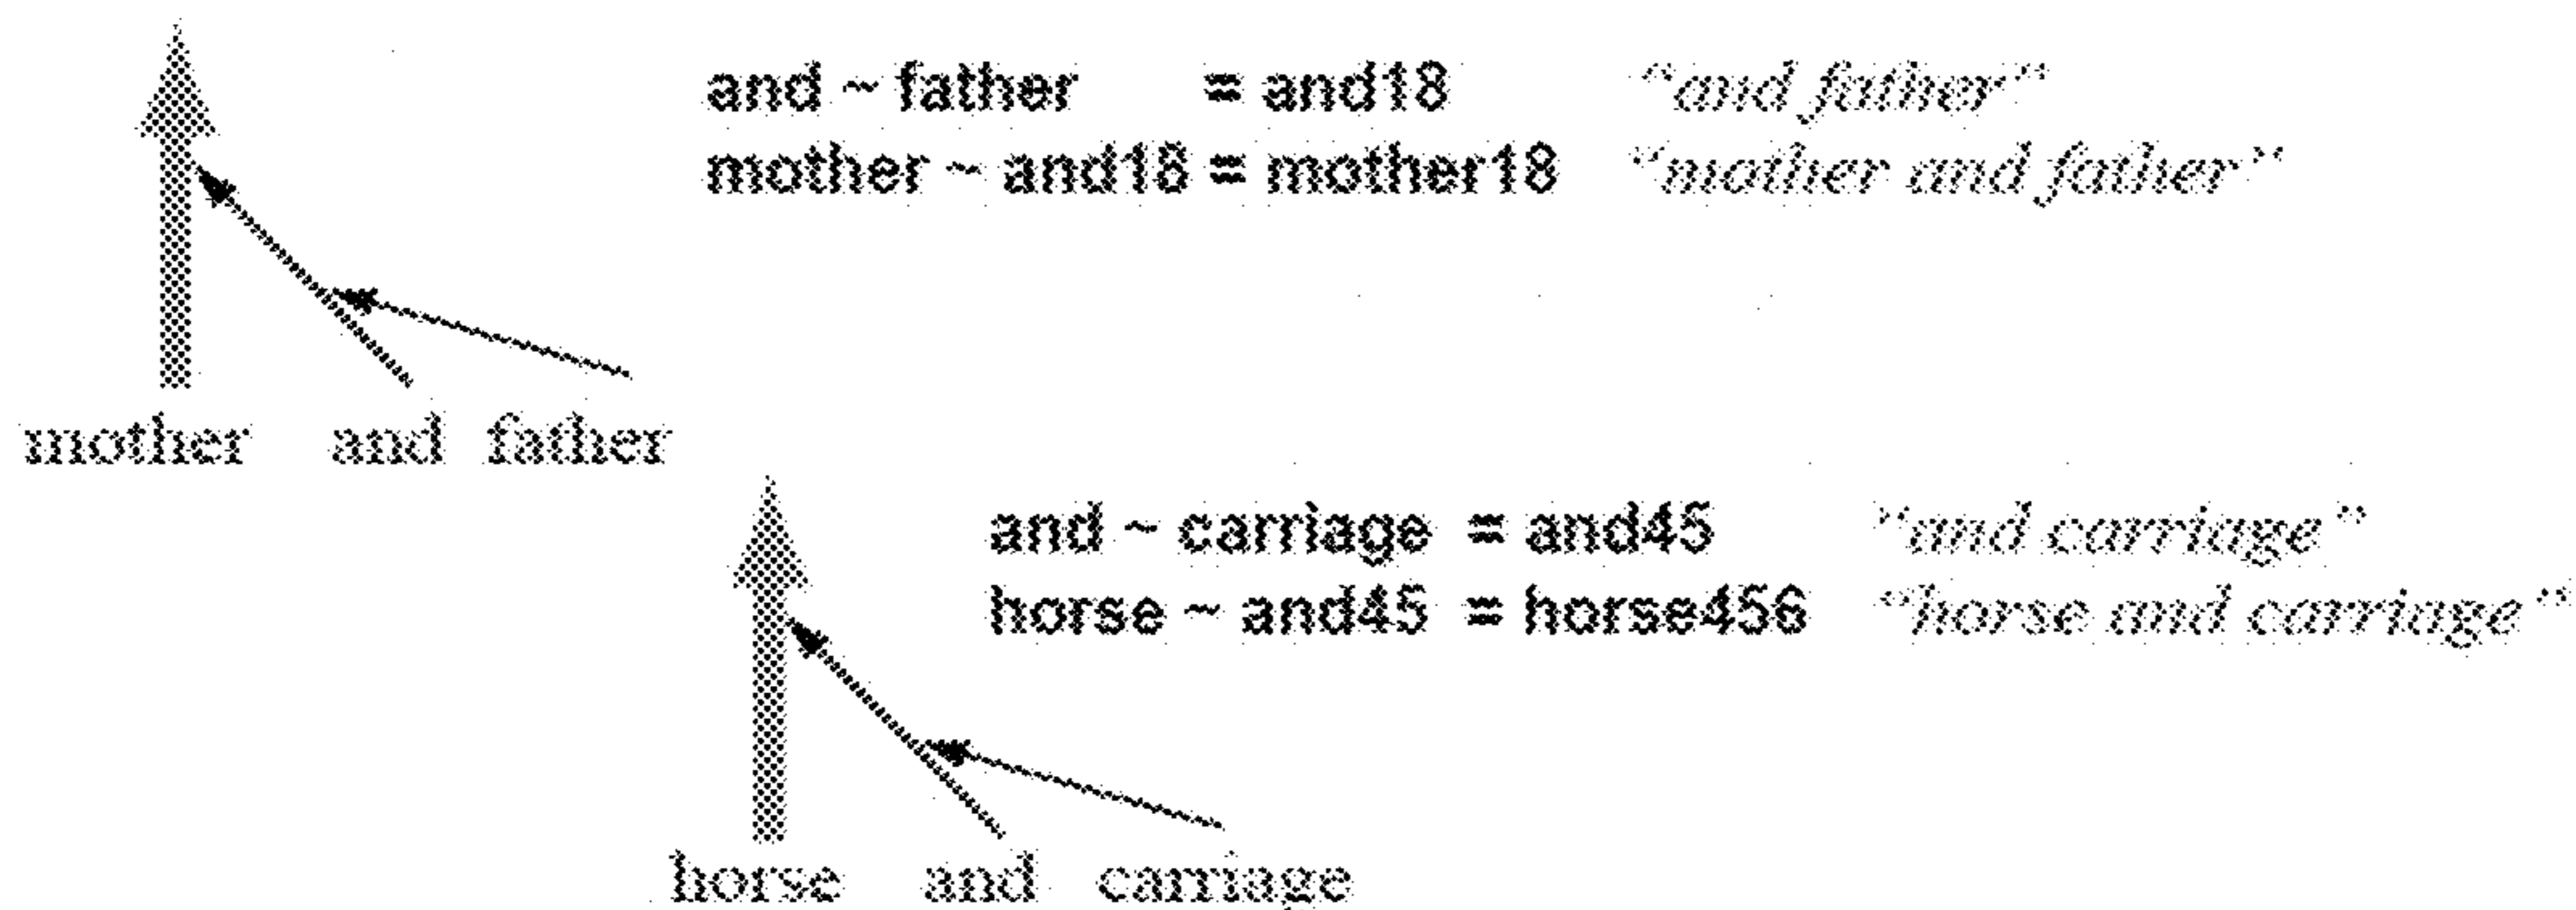 and ~ father = and18 "and father"
mother ~ and18 = mother18 "mother and father"
mother and father
and ~ carriage = and45 "and carriage"
horse ~ and45 = horse456 "horse and carriage"
horse and carriage